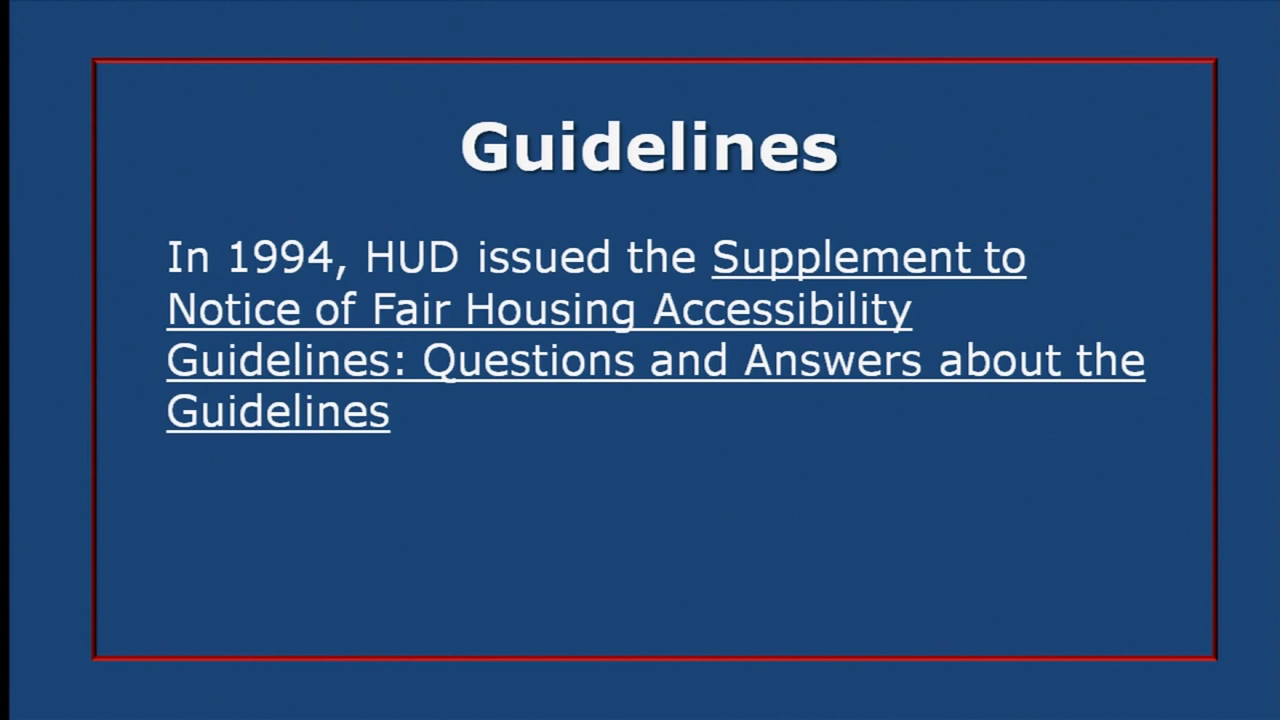 Guidelines
In 1994, HUD issued the Supplement to
Notice of Fair Housing Accessibility
Guidelines: Questions and Answers about the
Guidelines